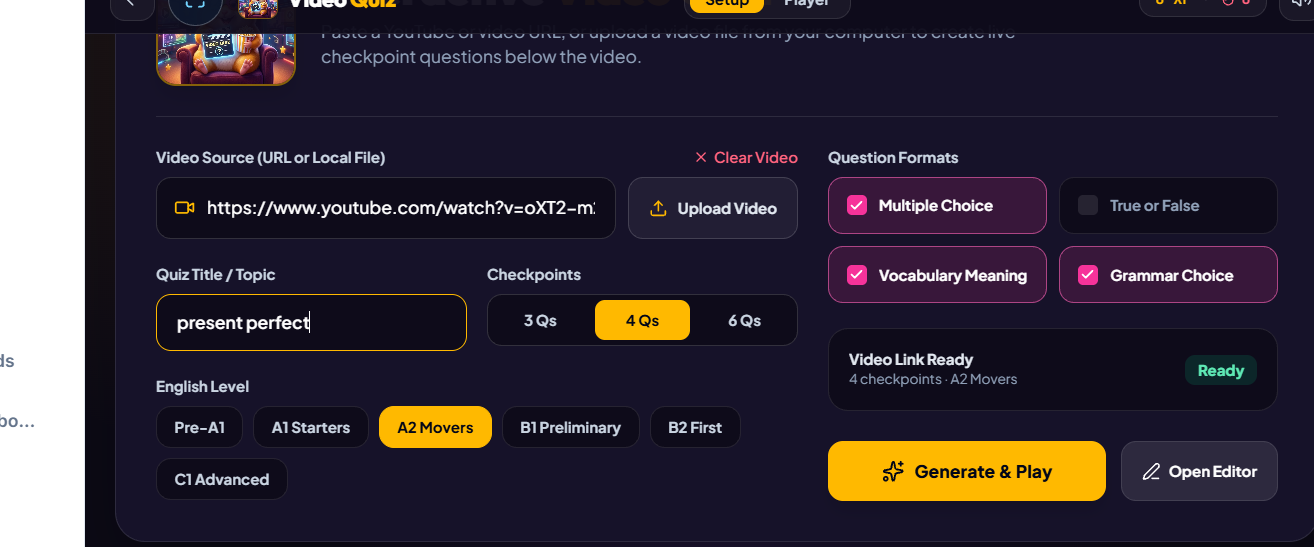 Video Quiz
Setup
Player
Paste a YouTube or video URL, or upload a video file from your computer to create live
checkpoint questions below the video.
Video Source (URL or Local File)
Clear Video
https://www.youtube.com/watch?v=oXT2-m
Upload Video
Quiz Title / Topic
Checkpoints
present perfect
3 Qs
4 Qs
6 Qs
English Level
Pre-A1
A1 Starters
A2 Movers
B1 Preliminary
B2 First
C1 Advanced
Question Formats
Multiple Choice
True or False
Vocabulary Meaning
Grammar Choice
Video Link Ready
4 checkpoints · A2 Movers
Ready
Generate & Play
Open Editor
ds
bo...